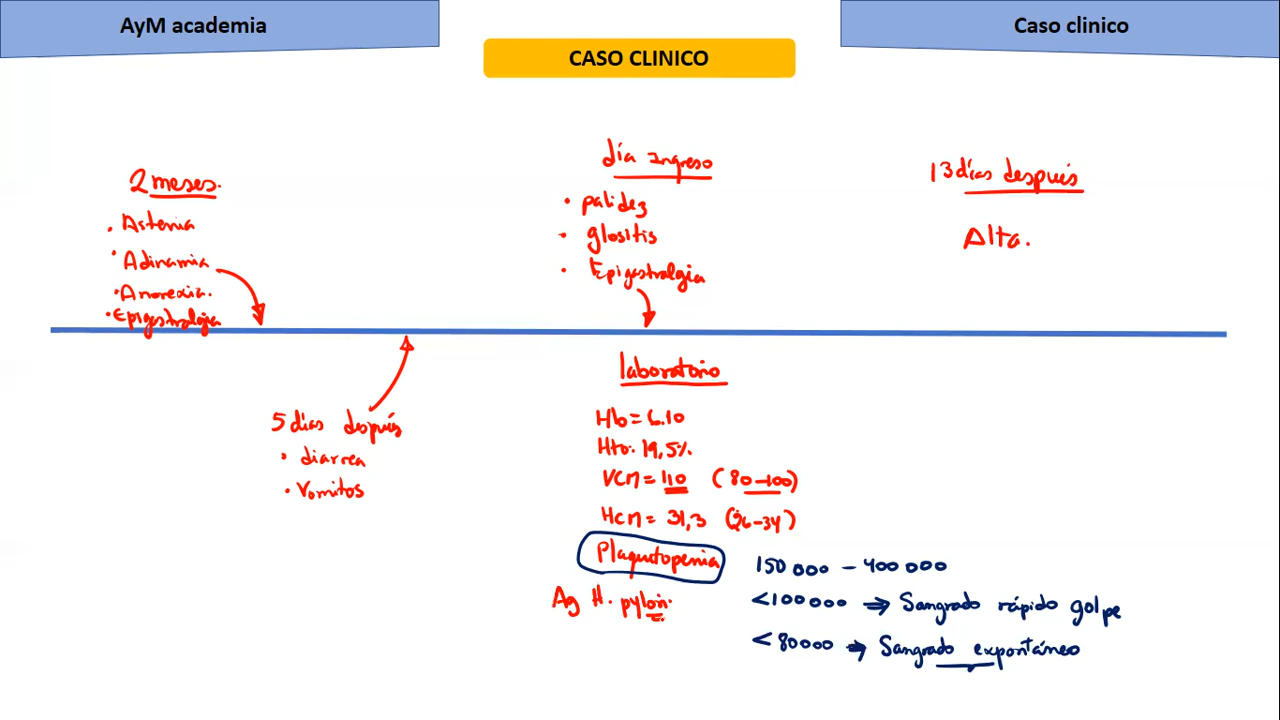 AyM academia
Caso clinico
CASO CLINICO
2 meses.
• Astenia
• Adinamia
• Anorexia.
• Epigastralgia
5 días después
• diarrea
• Vomitos
día Ingreso
• palidez
• glositis
• Epigastralgia
laboratorio
Hb = 6.10
Hto: 19,5%
VCM = 110 (80-100)
HCM = 31,3 (26-34)
Plaquetopenia
Ag H. pylori.
150 000 - 400 000
<100 000 ⇒ Sangrado rápido golpe
<80000 ⇒ Sangrado expontáneo
13 días después
Alta.